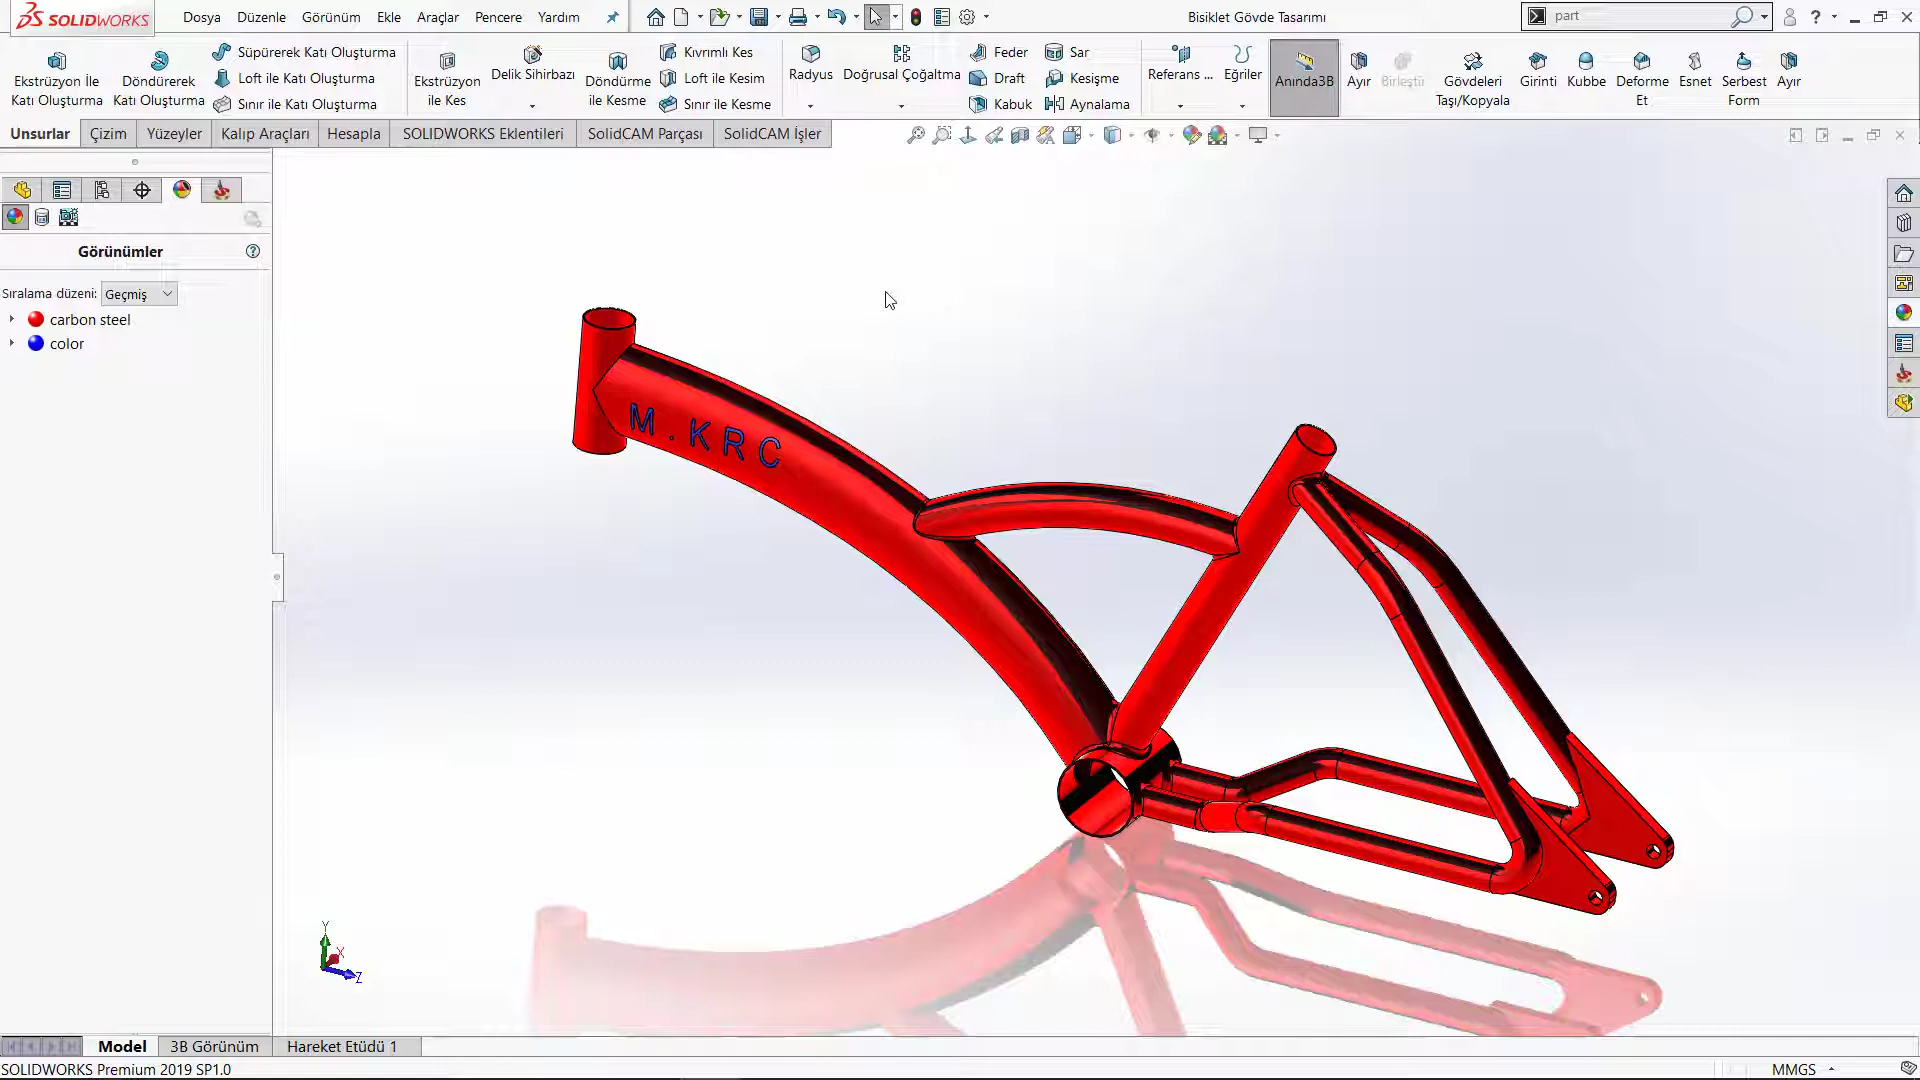 SOLIDWORKS
Dosya Düzenle Görünüm Ekle Araçlar Pencere Yardım
Bisiklet Gövde Tasarımı
part
Ekstrüzyon İle Katı Oluşturma
Döndürerek Katı Oluşturma
Süpürerek Katı Oluşturma
Loft ile Katı Oluşturma
Sınır ile Katı Oluşturma
Ekstrüzyon ile Kes
Delik Sihirbazı
Döndürme ile Kesme
Kıvrımlı Kes
Loft ile Kesim
Sınır ile Kesme
Radyus
Doğrusal Çoğaltma
Feder
Draft
Kabuk
Sar
Kesişme
Aynalama
Referans ...
Eğriler
Anında3B
Ayır
Birleştir
Gövdeleri Taşı/Kopyala
Girinti
Kubbe
Deforme Et
Esnet
Serbest Form
Ayır
Unsurlar Çizim Yüzeyler Kalıp Araçları Hesapla SOLIDWORKS Eklentileri SolidCAM Parçası SolidCAM İşler
Görünümler
Sıralama düzeni: Geçmiş
carbon steel
color
M.KRC
Y
X
Z
Model 3B Görünüm Hareket Etüdü 1
SOLIDWORKS Premium 2019 SP1.0
MMGS